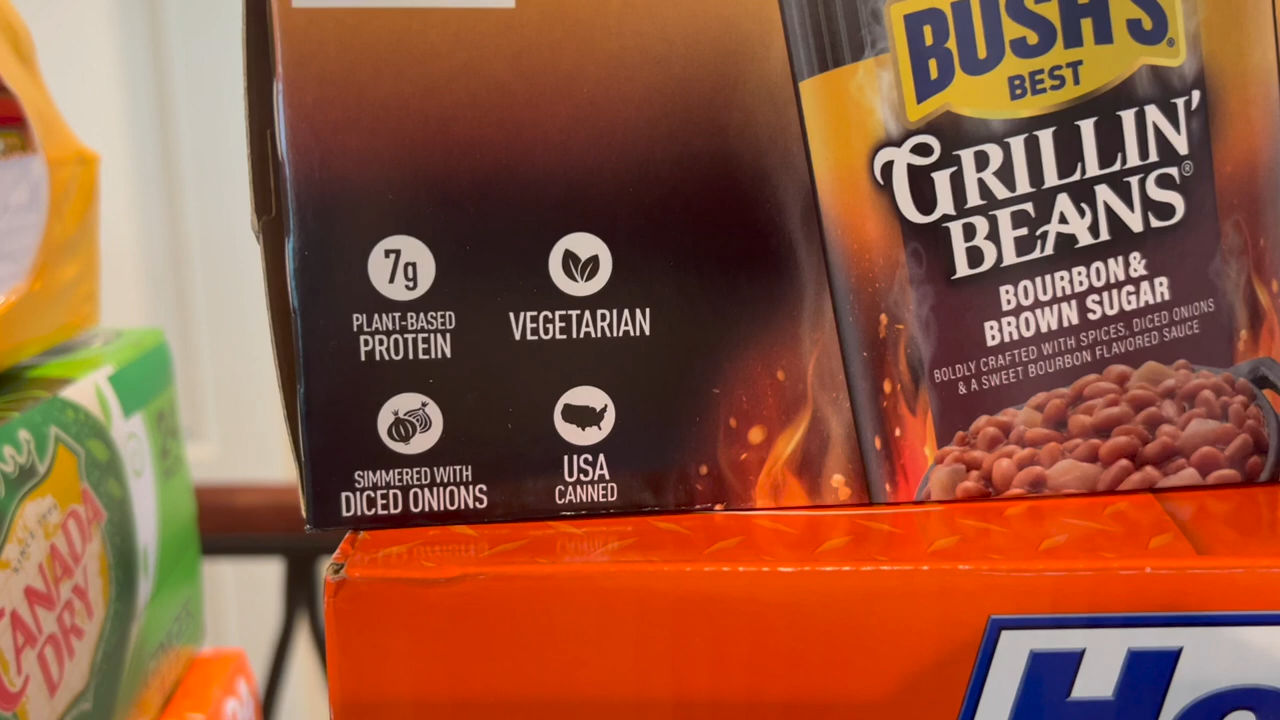 BUSH'S®
BEST
GRILLIN'
BEANS®
BOURBON &
BROWN SUGAR
BOLDLY CRAFTED WITH SPICES, DICED ONIONS
& A SWEET BOURBON FLAVORED SAUCE
7g
PLANT-BASED
PROTEIN
VEGETARIAN
SIMMERED WITH
DICED ONIONS
USA
CANNED
CANADA
DRY
Ho